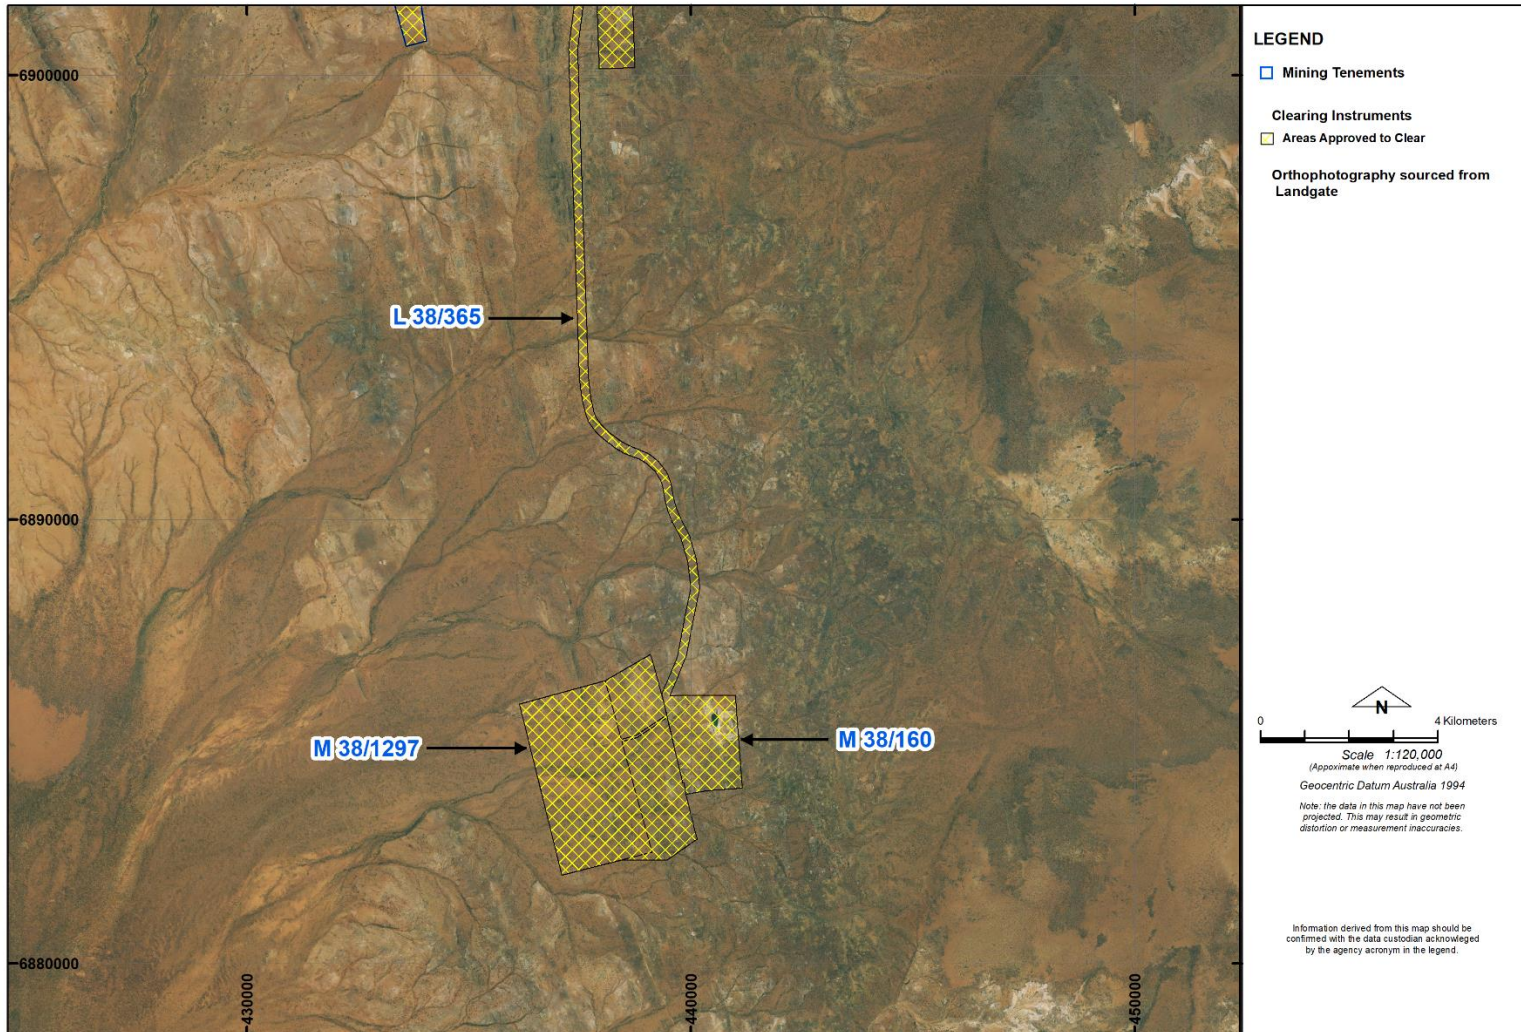 6900000
6890000
6880000
430000
440000
450000
L 38/365
M 38/1297
M 38/160
LEGEND
Mining Tenements
Clearing Instruments
Areas Approved to Clear
Orthophotography sourced from
Landgate
N
0 4 Kilometers
Scale 1:120,000
(Appoximate when reproduced at A4)
Geocentric Datum Australia 1994
Note: the data in this map have not been
projected. This may result in geometric
distortion or measurement inaccuracies.
Information derived from this map should be
confirmed with the data custodian acknowleged
by the agency acronym in the legend.